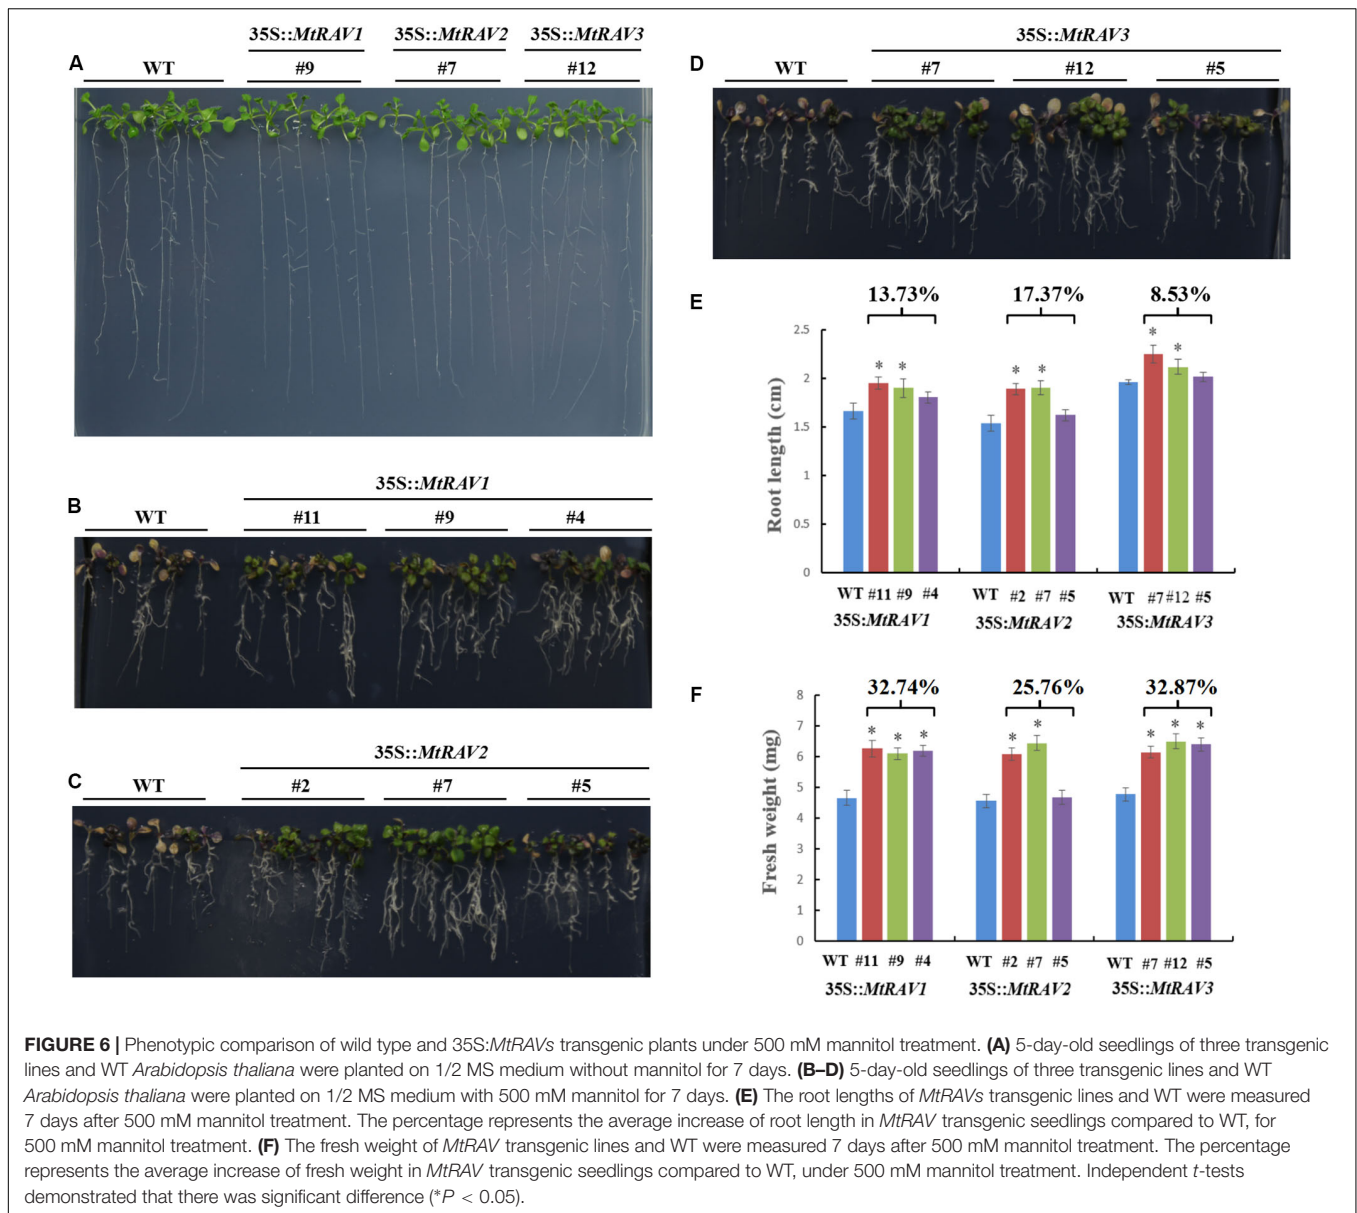 35S::MtRAV1 35S::MtRAV2 35S::MtRAV3
A WT #9 #7 #12
35S::MtRAV3
D WT #7 #12 #5
35S::MtRAV1
B WT #11 #9 #4
35S::MtRAV2
C WT #2 #7 #5
E 13.73% 17.37% 8.53%
Root length (cm)
2.5
2
1.5
1
0.5
0
* * * * * *
WT #11 #9 #4 WT #2 #7 #5 WT #7 #12 #5
35S:MtRAV1 35S:MtRAV2 35S:MtRAV3
F 32.74% 25.76% 32.87%
Fresh weight (mg)
8
7
6
5
4
3
2
1
0
* * * * * * * *
WT #11 #9 #4 WT #2 #7 #5 WT #7 #12 #5
35S::MtRAV1 35S::MtRAV2 35S::MtRAV3
FIGURE 6 | Phenotypic comparison of wild type and 35S:MtRAVs transgenic plants under 500 mM mannitol treatment. (A) 5-day-old seedlings of three transgenic
lines and WT Arabidopsis thaliana were planted on 1/2 MS medium without mannitol for 7 days. (B–D) 5-day-old seedlings of three transgenic lines and WT
Arabidopsis thaliana were planted on 1/2 MS medium with 500 mM mannitol for 7 days. (E) The root lengths of MtRAVs transgenic lines and WT were measured
7 days after 500 mM mannitol treatment. The percentage represents the average increase of root length in MtRAV transgenic seedlings compared to WT, for
500 mM mannitol treatment. (F) The fresh weight of MtRAV transgenic lines and WT were measured 7 days after 500 mM mannitol treatment. The percentage
represents the average increase of fresh weight in MtRAV transgenic seedlings compared to WT, under 500 mM mannitol treatment. Independent t-tests
demonstrated that there was significant difference (*P < 0.05).